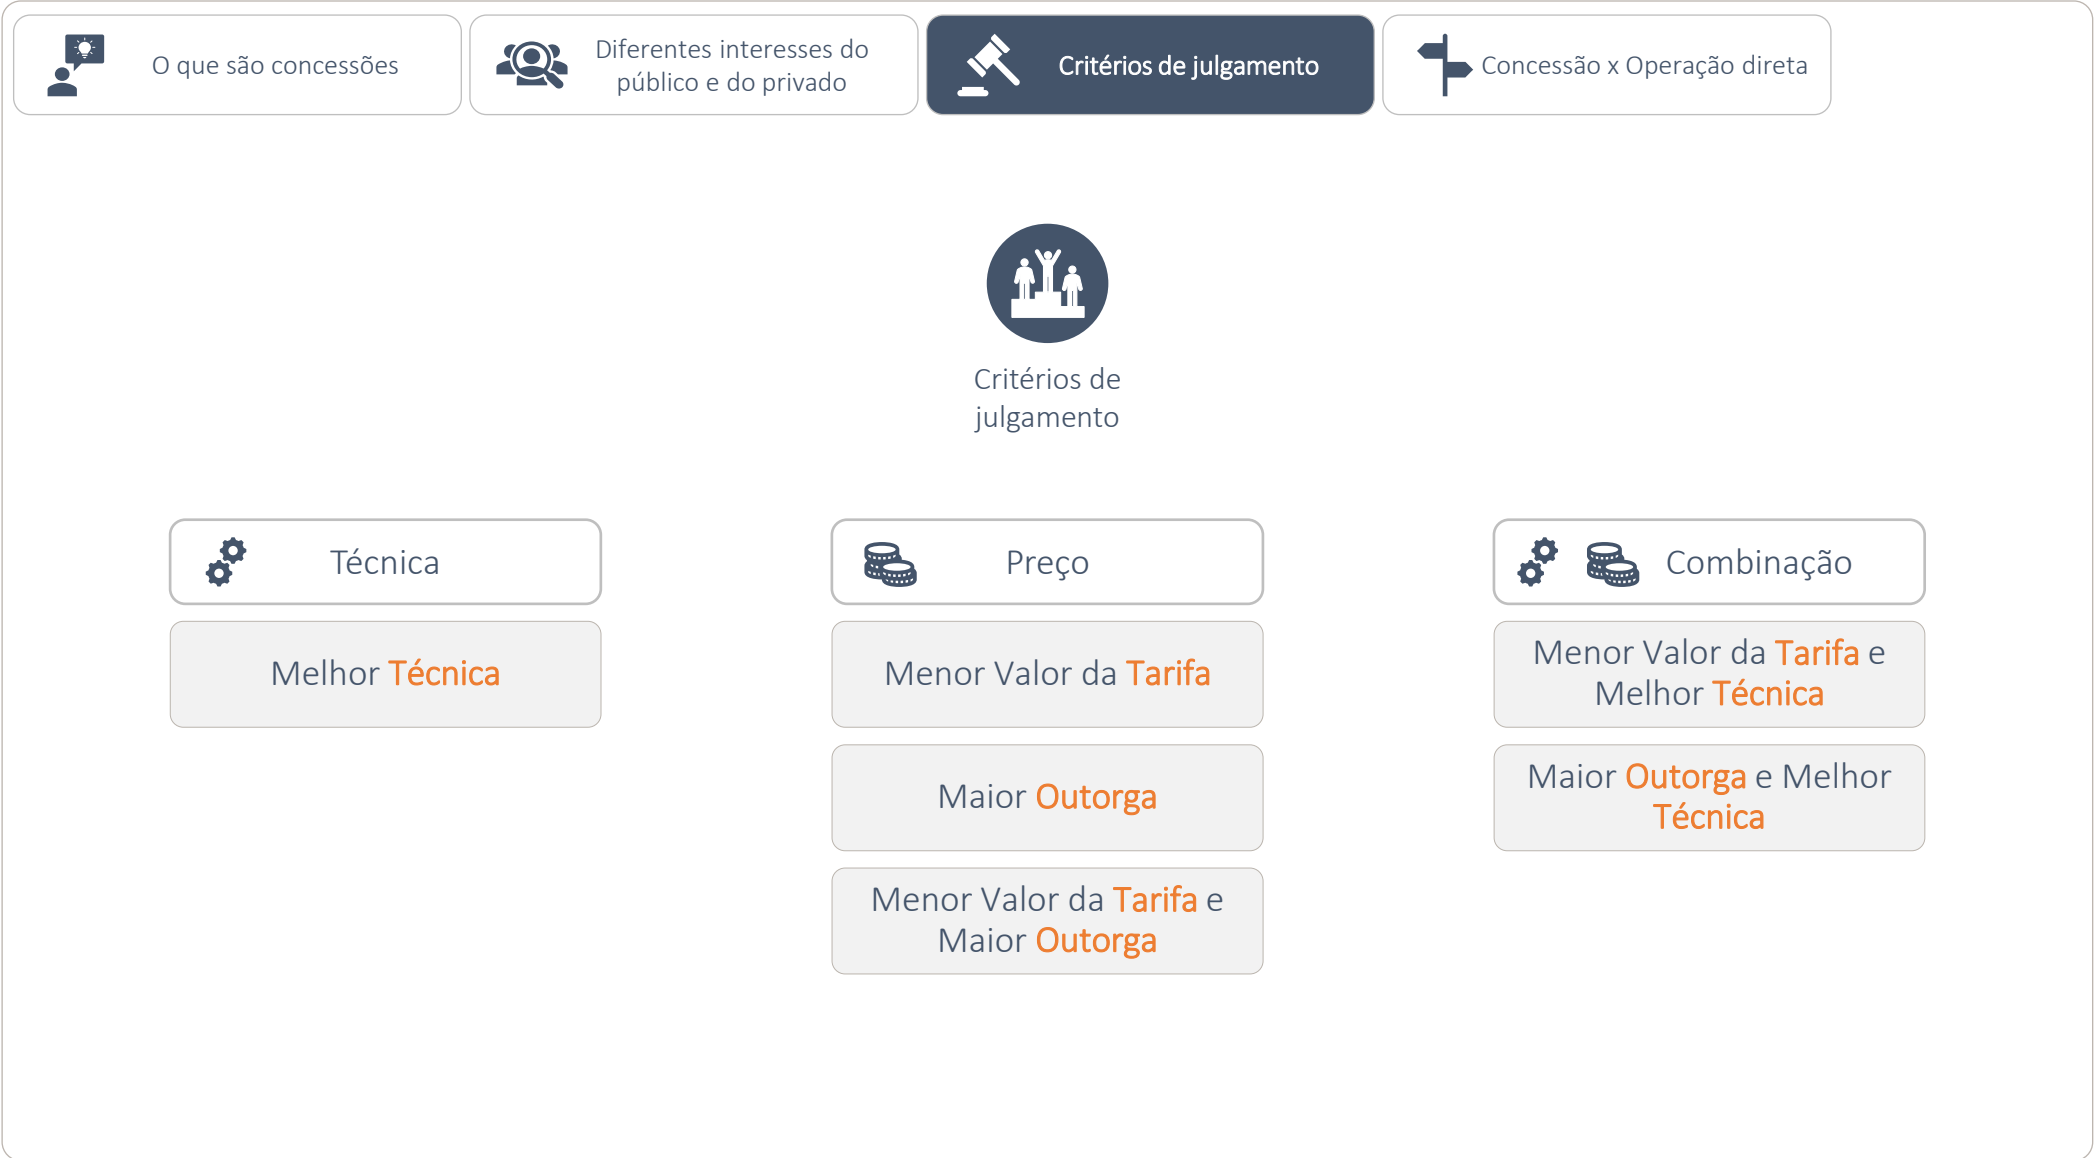 O que são concessões
Diferentes interesses do
público e do privado
Critérios de julgamento
Concessão x Operação direta
Critérios de
julgamento
Técnica
Melhor Técnica
Preço
Menor Valor da Tarifa
Maior Outorga
Menor Valor da Tarifa e
Maior Outorga
Combinação
Menor Valor da Tarifa e
Melhor Técnica
Maior Outorga e Melhor
Técnica